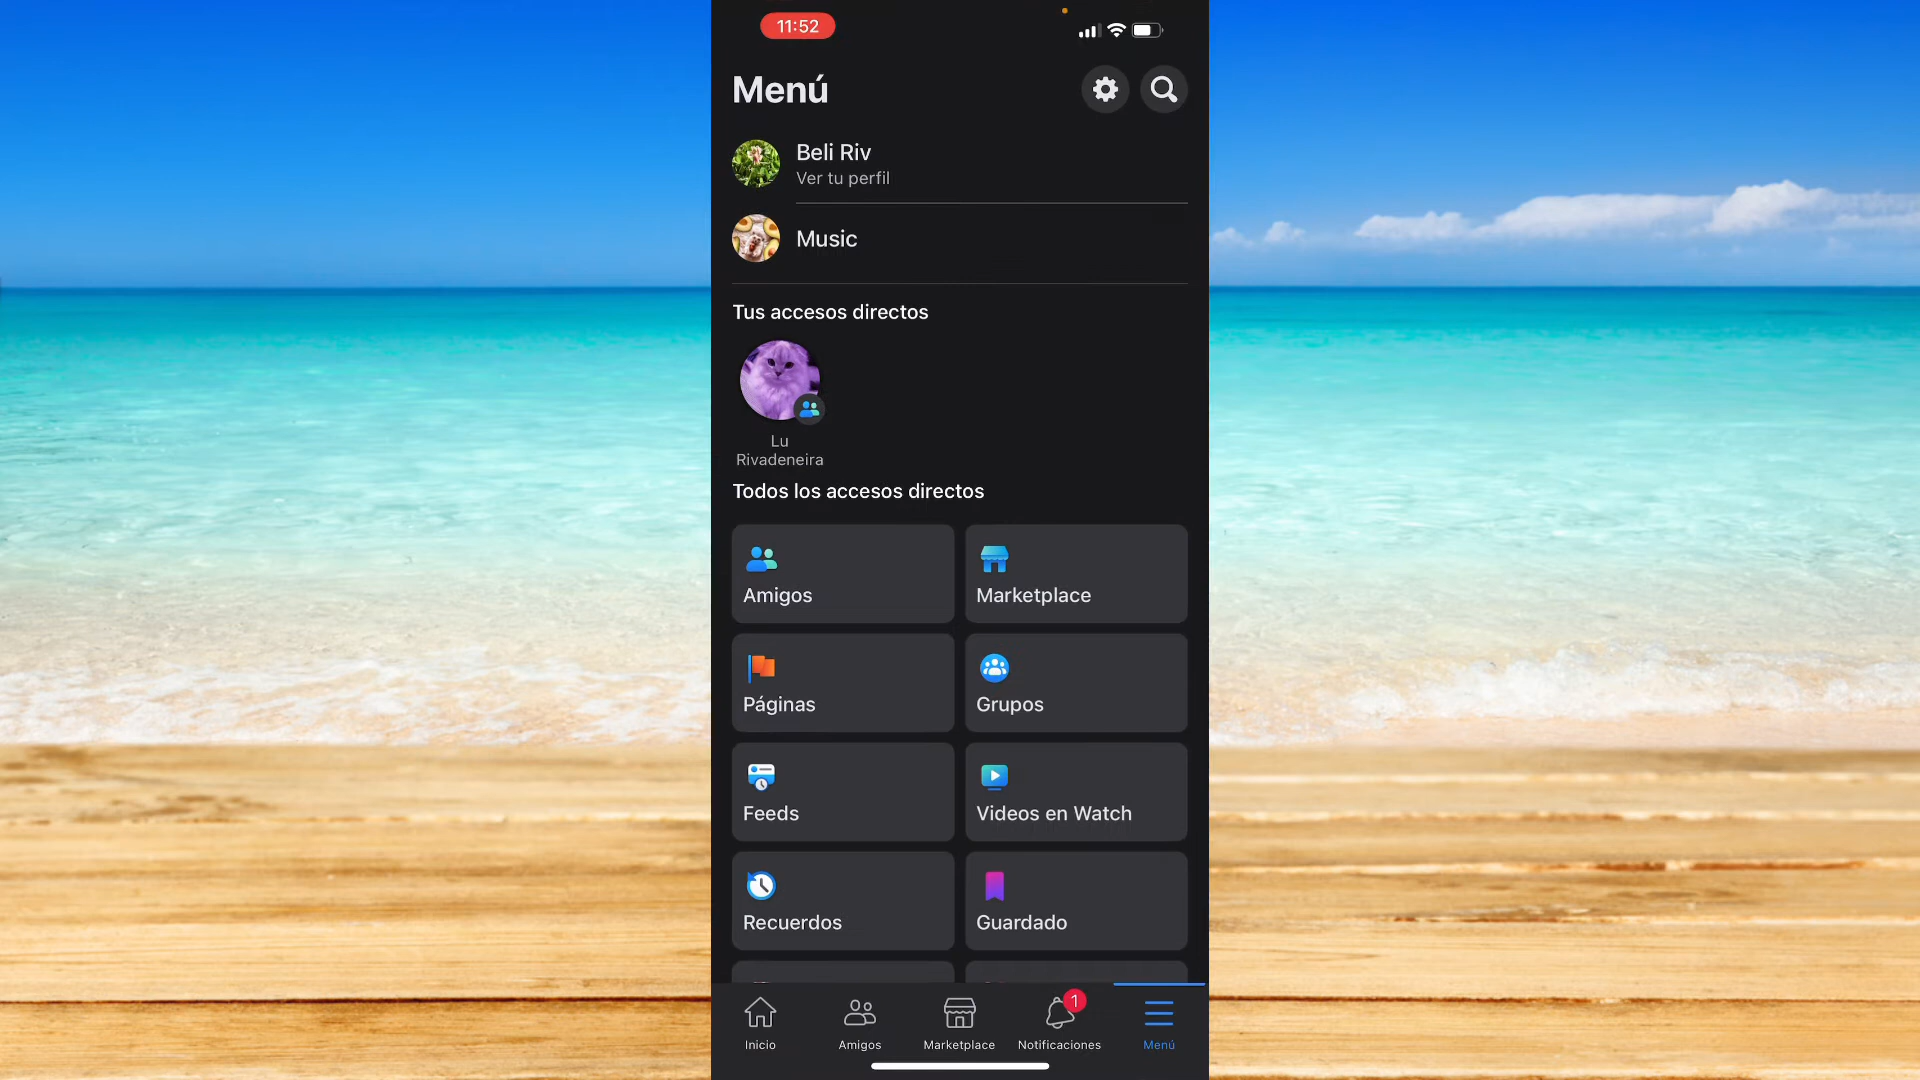 11:52
Menú
Beli Riv
Ver tu perfil
Music
Tus accesos directos
Lu
Rivadeneira
Todos los accesos directos
Amigos
Marketplace
Páginas
Grupos
Feeds
Videos en Watch
Recuerdos
Guardado
1
Inicio
Amigos
Marketplace
Notificaciones
Menú